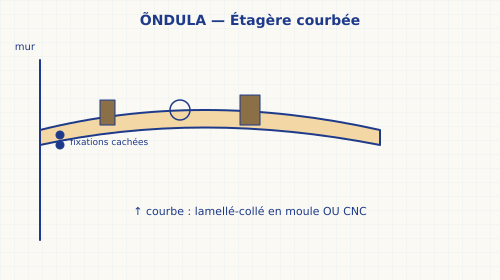 ÕNDULA — Étagère courbée
mur
fixations cachées
↑ courbe : lamellé-collé en moule OU CNC